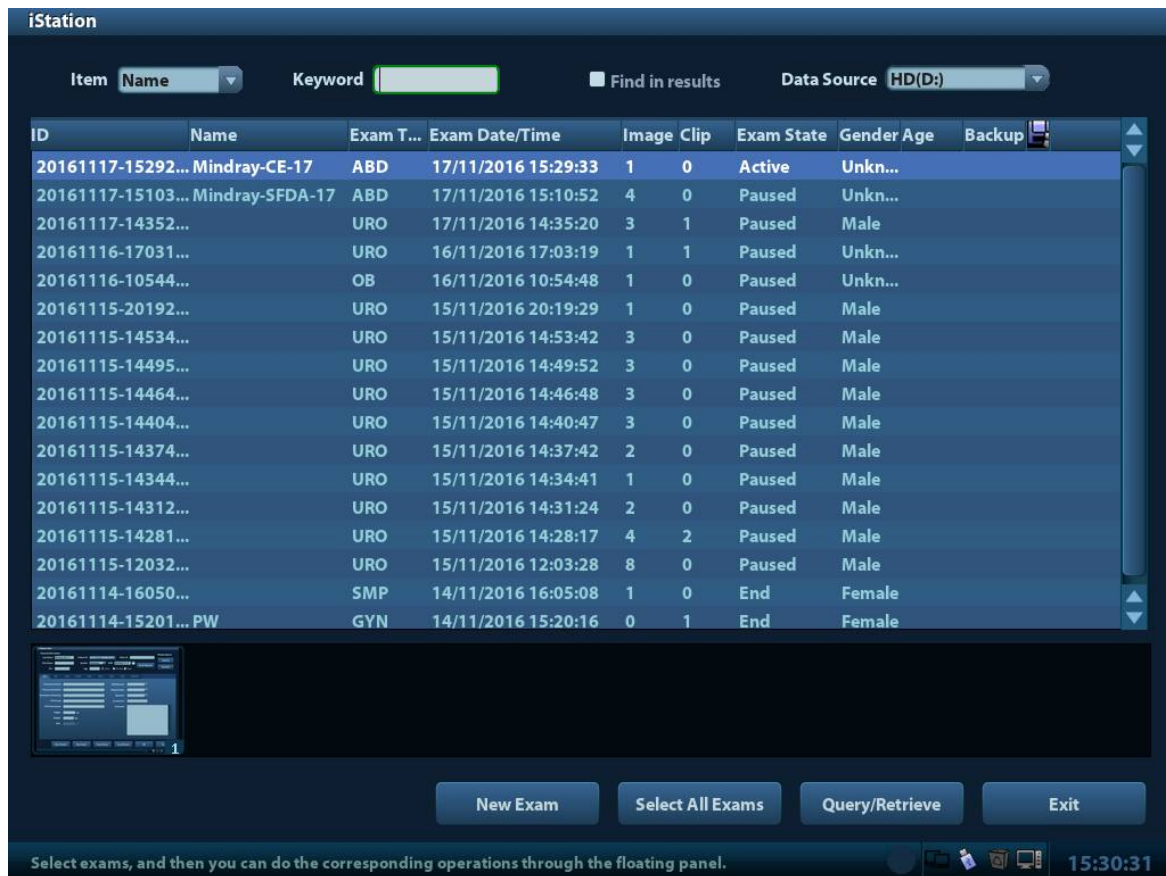 iStation
Item Name Keyword Find in results Data Source HD(D:)
ID Name Exam T... Exam Date/Time Image Clip Exam State Gender Age Backup
20161117-15292... Mindray-CE-17 ABD 17/11/2016 15:29:33 1 0 Active Unkn...
20161117-15103... Mindray-SFDA-17 ABD 17/11/2016 15:10:52 4 0 Paused Unkn...
20161117-14352... URO 17/11/2016 14:35:20 3 1 Paused Male
20161116-17031... URO 16/11/2016 17:03:19 1 1 Paused Unkn...
20161116-10544... OB 16/11/2016 10:54:48 1 0 Paused Unkn...
20161115-20192... URO 15/11/2016 20:19:29 1 0 Paused Male
20161115-14534... URO 15/11/2016 14:53:42 3 0 Paused Male
20161115-14495... URO 15/11/2016 14:49:52 3 0 Paused Male
20161115-14464... URO 15/11/2016 14:46:48 3 0 Paused Male
20161115-14404... URO 15/11/2016 14:40:47 3 0 Paused Male
20161115-14374... URO 15/11/2016 14:37:42 2 0 Paused Male
20161115-14344... URO 15/11/2016 14:34:41 1 0 Paused Male
20161115-14312... URO 15/11/2016 14:31:24 2 0 Paused Male
20161115-14281... URO 15/11/2016 14:28:17 4 2 Paused Male
20161115-12032... URO 15/11/2016 12:03:28 8 0 Paused Male
20161114-16050... SMP 14/11/2016 16:05:08 1 0 End Female
20161114-15201... PW GYN 14/11/2016 15:20:16 0 1 End Female
1
New Exam Select All Exams Query/Retrieve Exit
Select exams, and then you can do the corresponding operations through the floating panel. 15:30:31